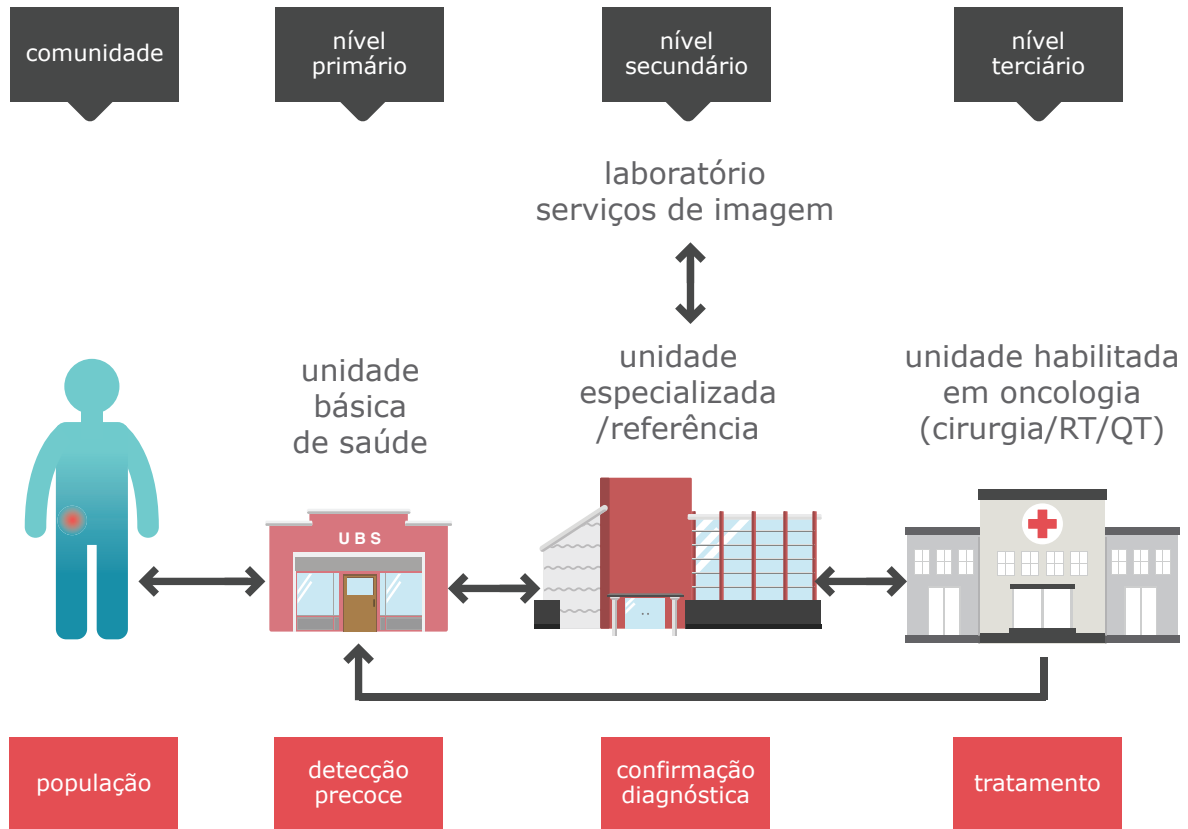 comunidade
nível
primário
nível
secundário
nível
terciário
laboratório
serviços de imagem
unidade
básica
de saúde
unidade
especializada
/referência
unidade habilitada
em oncologia
(cirurgia/RT/QT)
UBS
população
detecção
precoce
confirmação
diagnóstica
tratamento